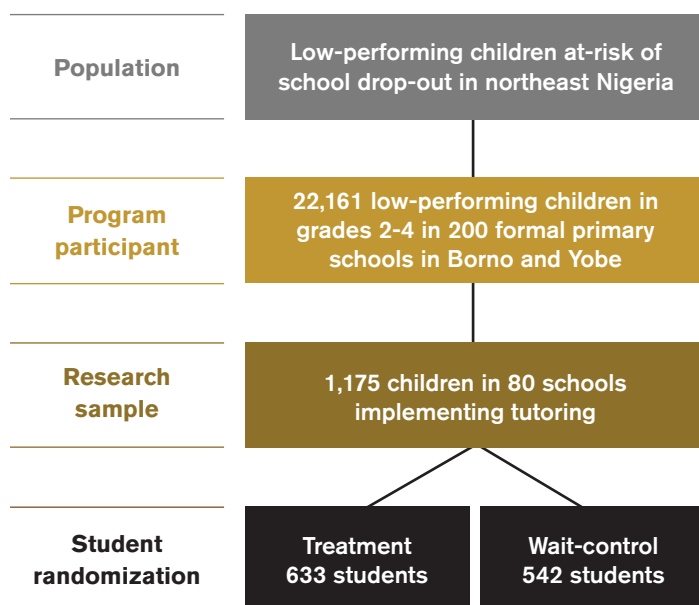 Population
Low-performing children at-risk of
school drop-out in northeast Nigeria
Program
participant
22,161 low-performing children in
grades 2-4 in 200 formal primary
schools in Borno and Yobe
Research
sample
1,175 children in 80 schools
implementing tutoring
Student
randomization
Treatment
633 students
Wait-control
542 students